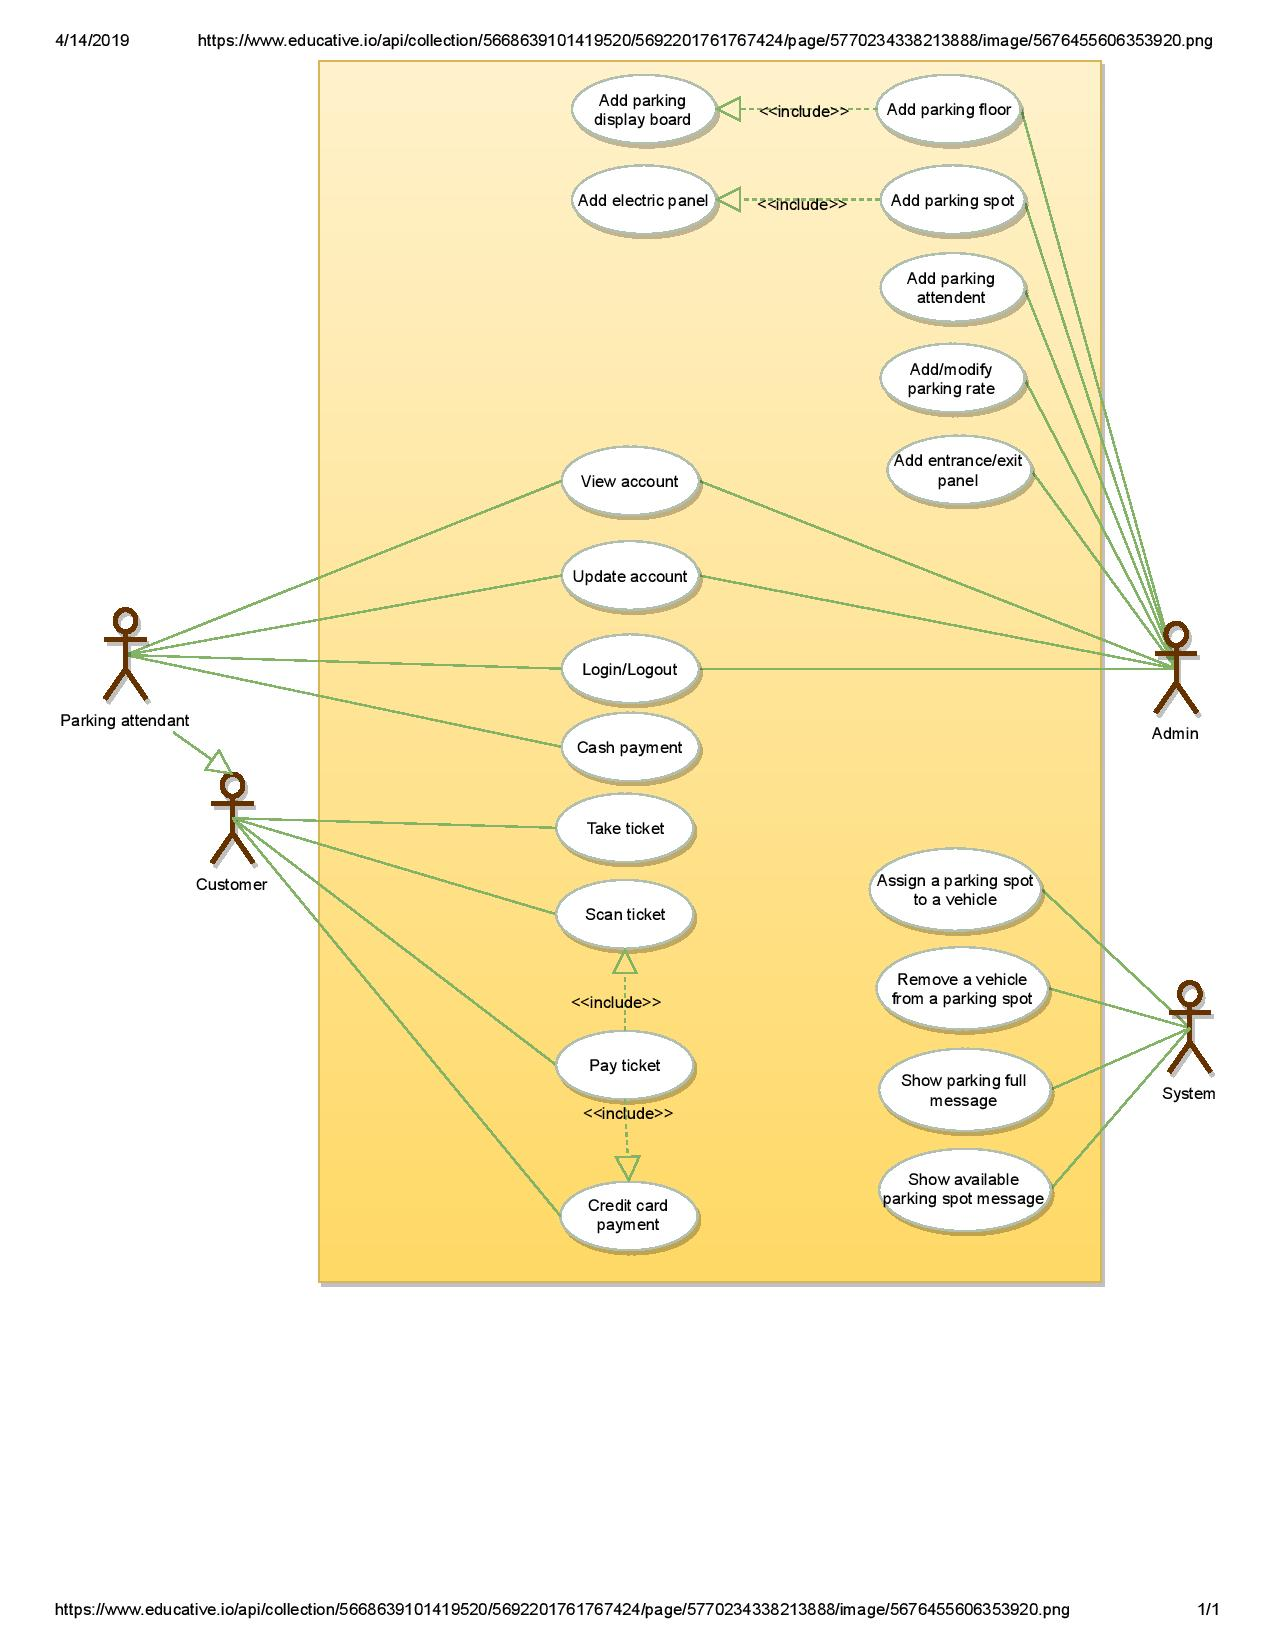 4/14/2019
https://www.educative.io/api/collection/5668639101419520/5692201761767424/page/5770234338213888/image/5676455606353920.png
Add parking
display board
<<include>>
Add parking floor
Add electric panel
<<include>>
Add parking spot
Add parking
attendent
Add/modify
parking rate
Add entrance/exit
panel
View account
Update account
Login/Logout
Cash payment
Parking attendant
Admin
Take ticket
Customer
Scan ticket
Assign a parking spot
to a vehicle
Remove a vehicle
from a parking spot
<<include>>
Pay ticket
Show parking full
message
System
<<include>>
Show available
parking spot message
Credit card
payment
https://www.educative.io/api/collection/5668639101419520/5692201761767424/page/5770234338213888/image/5676455606353920.png
1/1